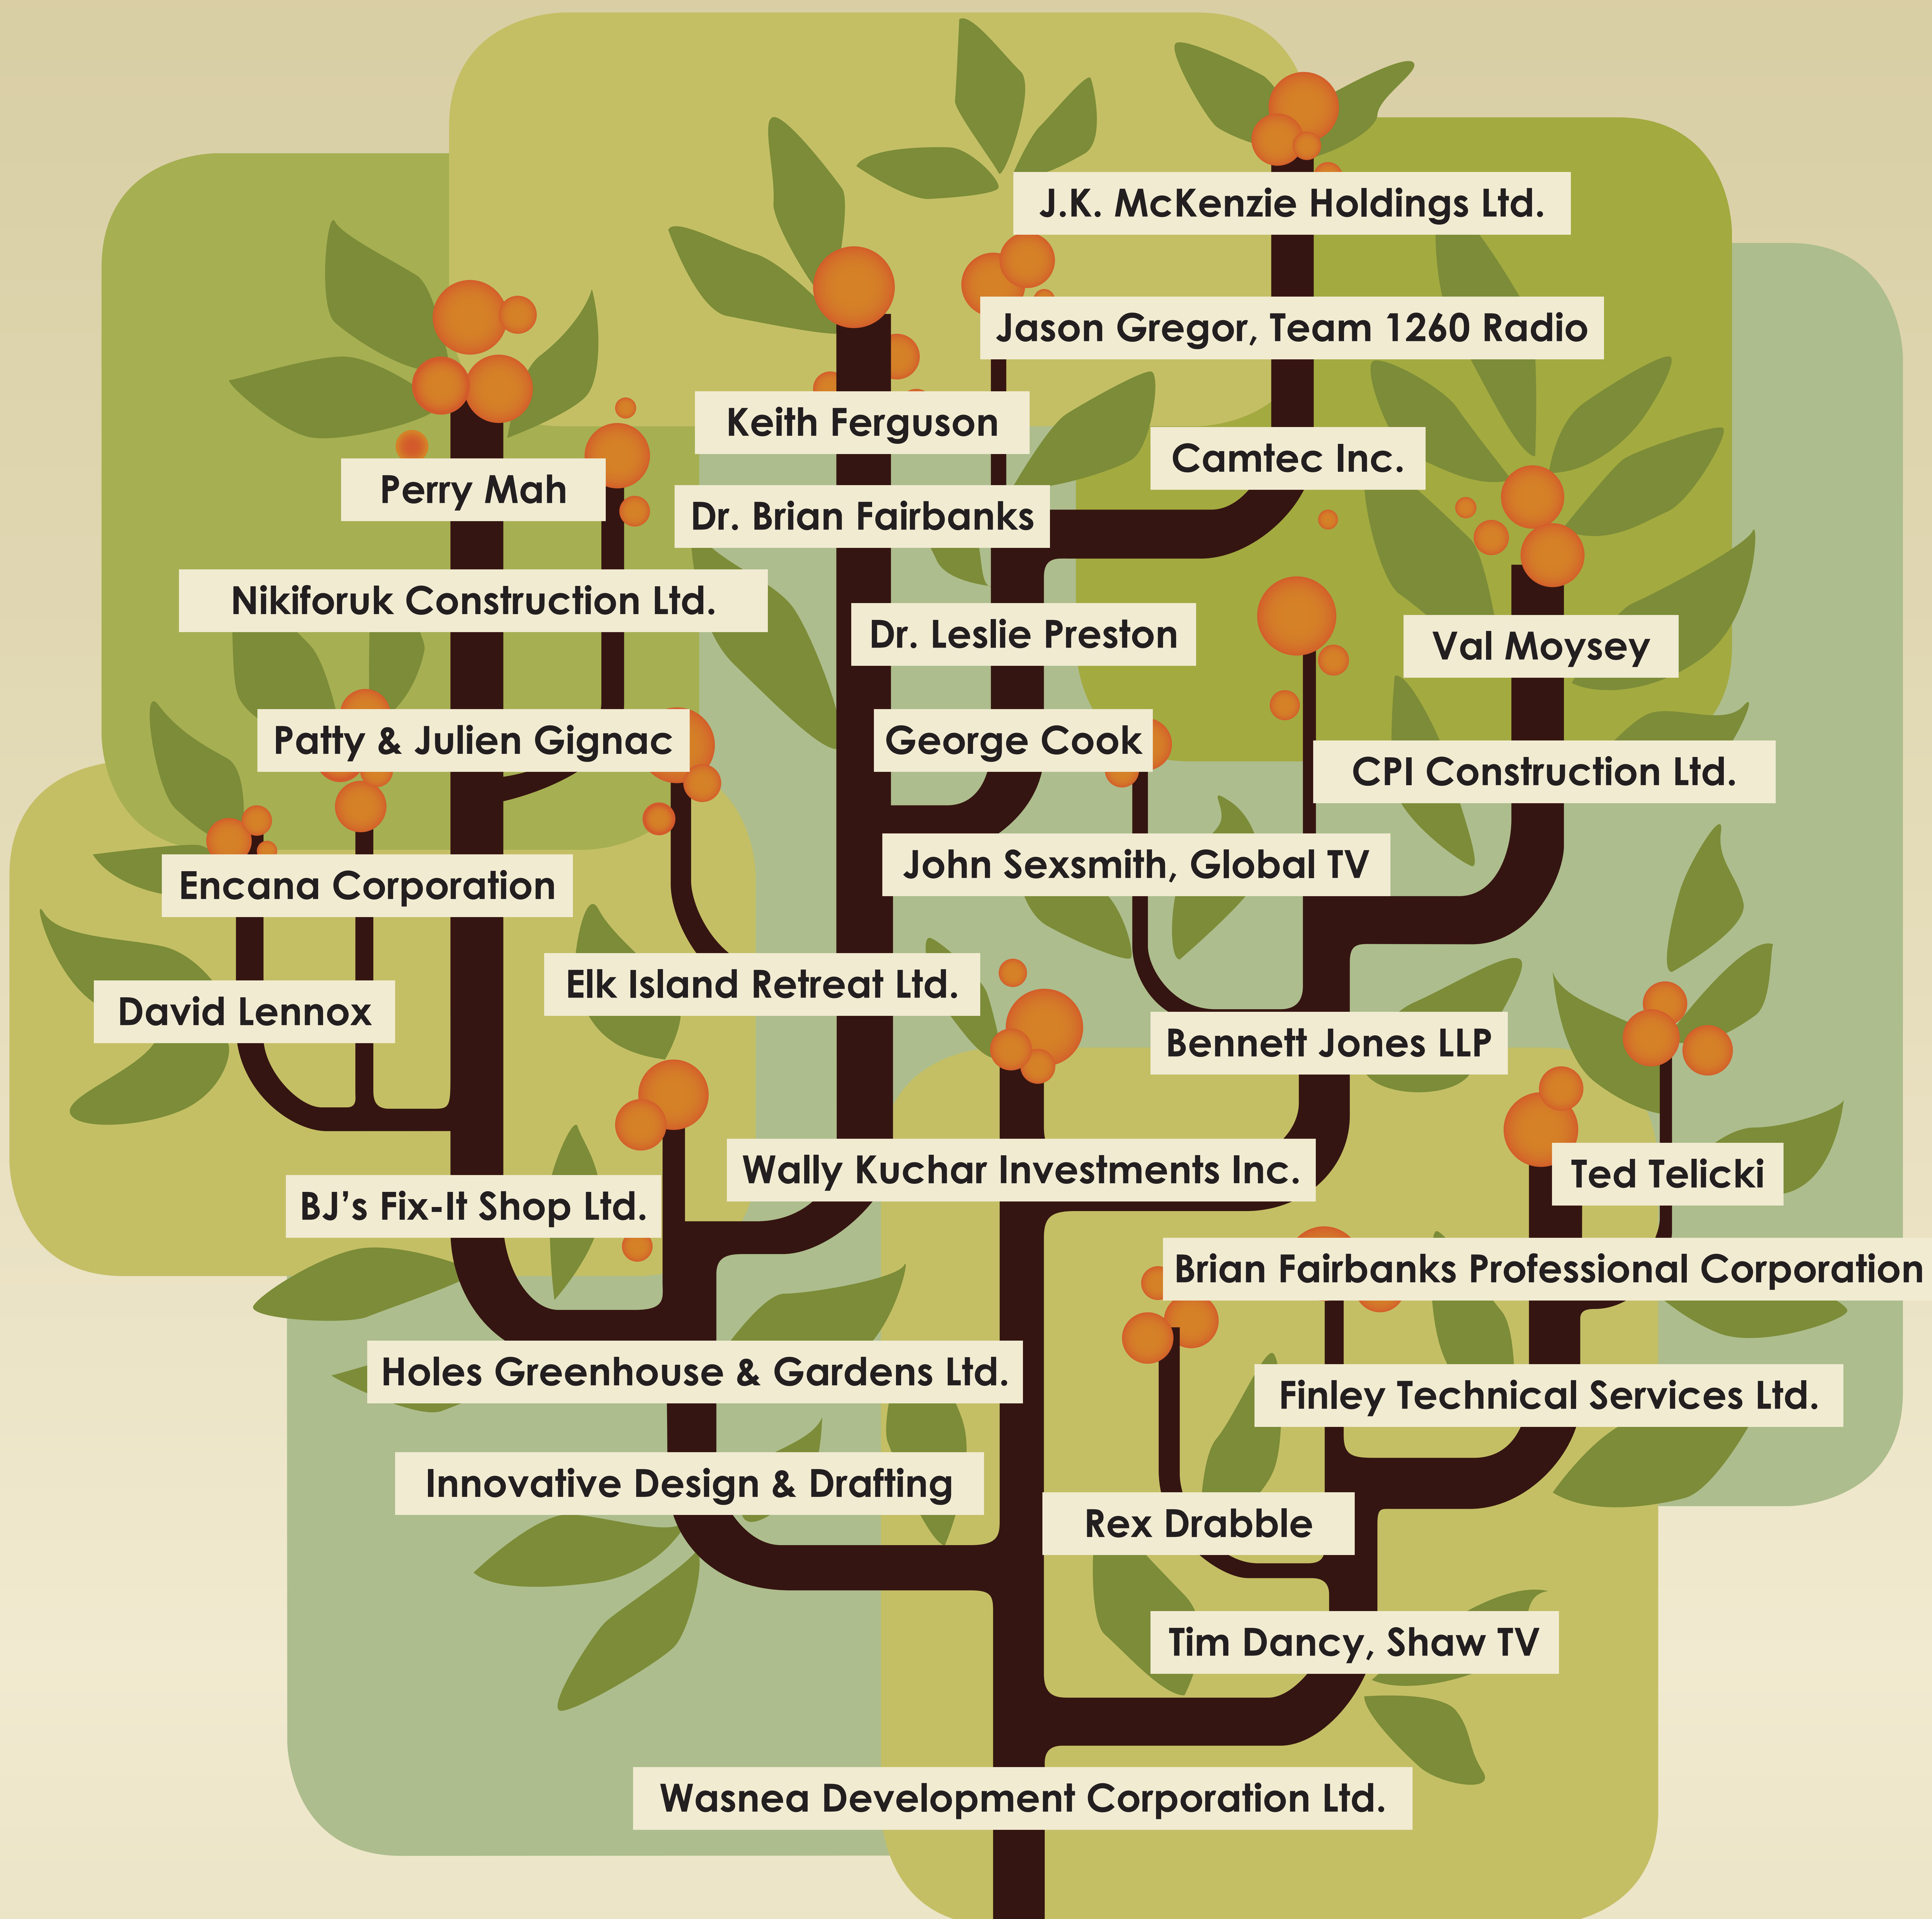 J.K. McKenzie Holdings Ltd.
Jason Gregor, Team 1260 Radio
Keith Ferguson
Camtec Inc.
Perry Mah
Dr. Brian Fairbanks
Nikiforuk Construction Ltd.
Dr. Leslie Preston
Val Moysey
Patty & Julien Gignac
George Cook
CPI Construction Ltd.
John Sexsmith, Global TV
Encana Corporation
Elk Island Retreat Ltd.
David Lennox
Bennett Jones LLP
Wally Kuchar Investments Inc.
Ted Telicki
BJ’s Fix-It Shop Ltd.
Brian Fairbanks Professional Corporation
Holes Greenhouse & Gardens Ltd.
Finley Technical Services Ltd.
Innovative Design & Drafting
Rex Drabble
Tim Dancy, Shaw TV
Wasnea Development Corporation Ltd.